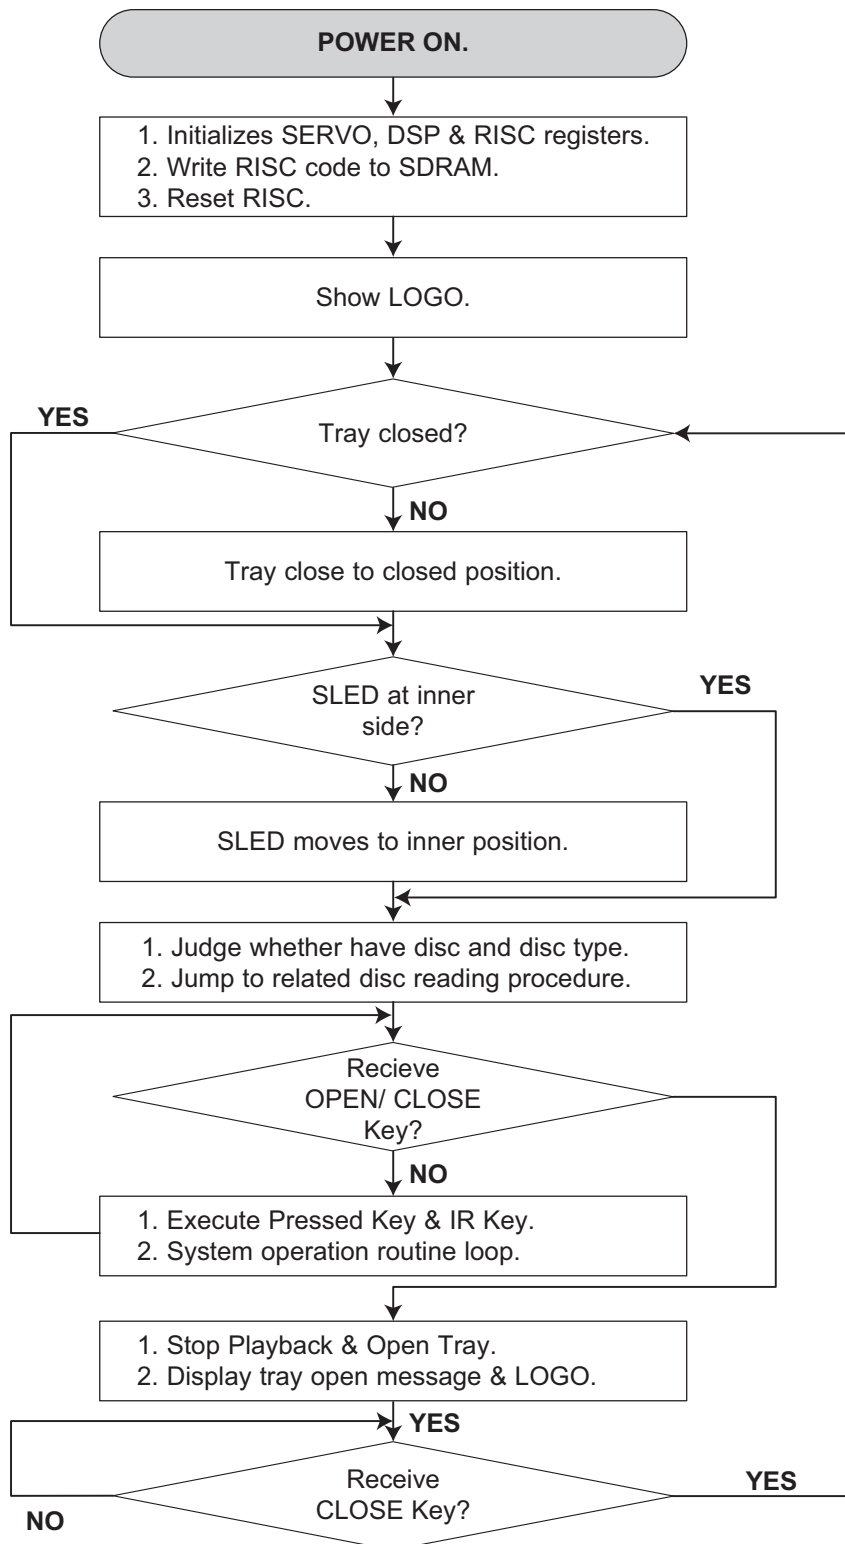 POWER ON.
1. Initializes SERVO, DSP & RISC registers.
2. Write RISC code to SDRAM.
3. Reset RISC.
Show LOGO.
YES
Tray closed?
NO
Tray close to closed position.
SLED at inner
side?
YES
NO
SLED moves to inner position.
1. Judge whether have disc and disc type.
2. Jump to related disc reading procedure.
Recieve
OPEN/ CLOSE
Key?
NO
1. Execute Pressed Key & IR Key.
2. System operation routine loop.
1. Stop Playback & Open Tray.
2. Display tray open message & LOGO.
YES
Receive
CLOSE Key?
YES
NO